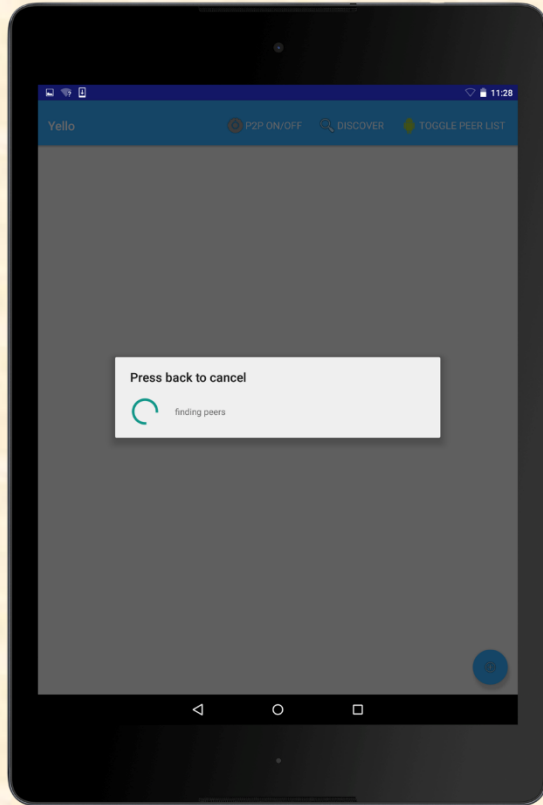 11:28
Yello P2P ON/OFF DISCOVER TOGGLE PEER LIST
Press back to cancel
finding peers